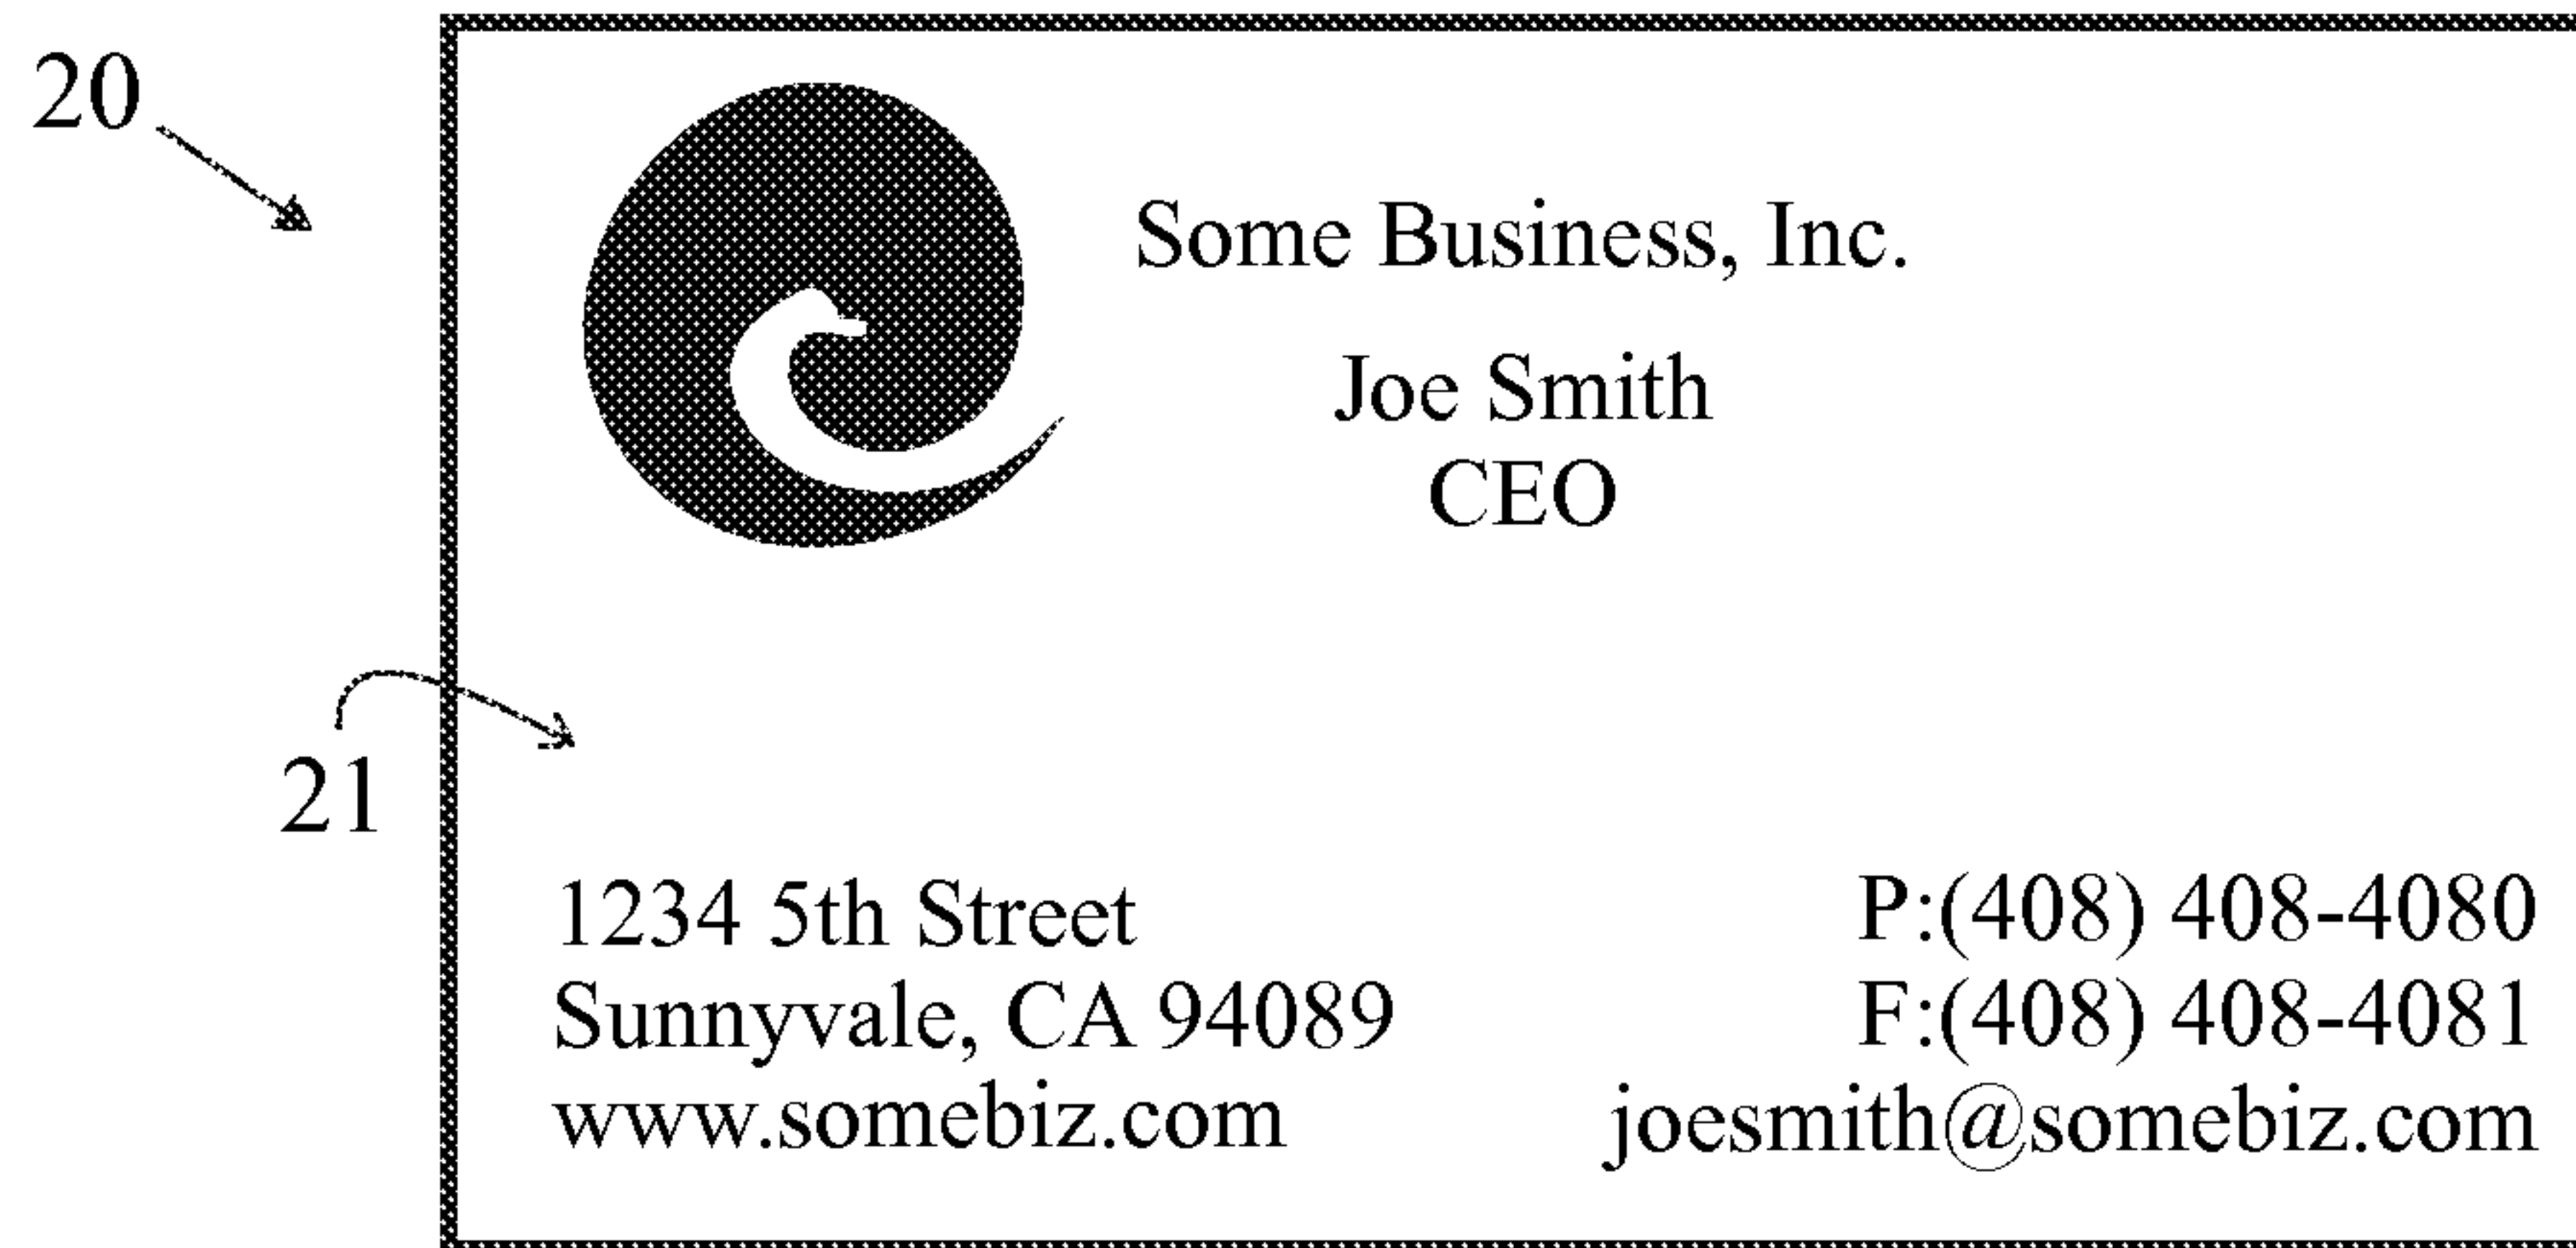 20
Some Business, Inc.
Joe Smith
CEO
21
1234 5th Street
Sunnyvale, CA 94089
www.somebiz.com
P:(408) 408-4080
F:(408) 408-4081
joesmith@somebiz.com